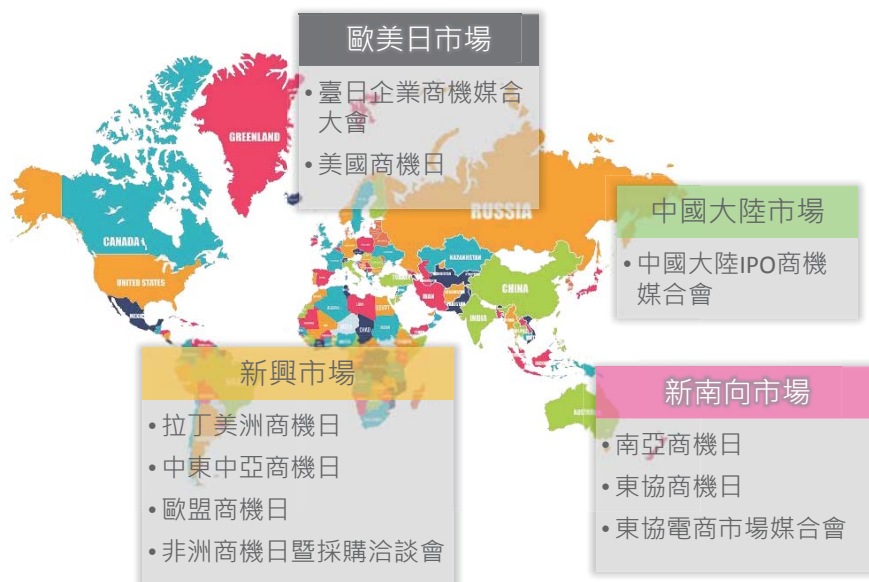 歐美日市場
• 臺日企業商機媒合
大會
• 美國商機日
GREENLAND
RUSSIA
CANADA
UNITED STATES
MEXICO
KAZAKHSTAN
CHINA
INDIA
IRAN
CHAD
EGYPT
中國大陸市場
• 中國大陸IPO商機
媒合會
新興市場
• 拉丁美洲商機日
• 中東中亞商機日
• 歐盟商機日
• 非洲商機日暨採購洽談會
新南向市場
• 南亞商機日
• 東協商機日
• 東協電商市場媒合會